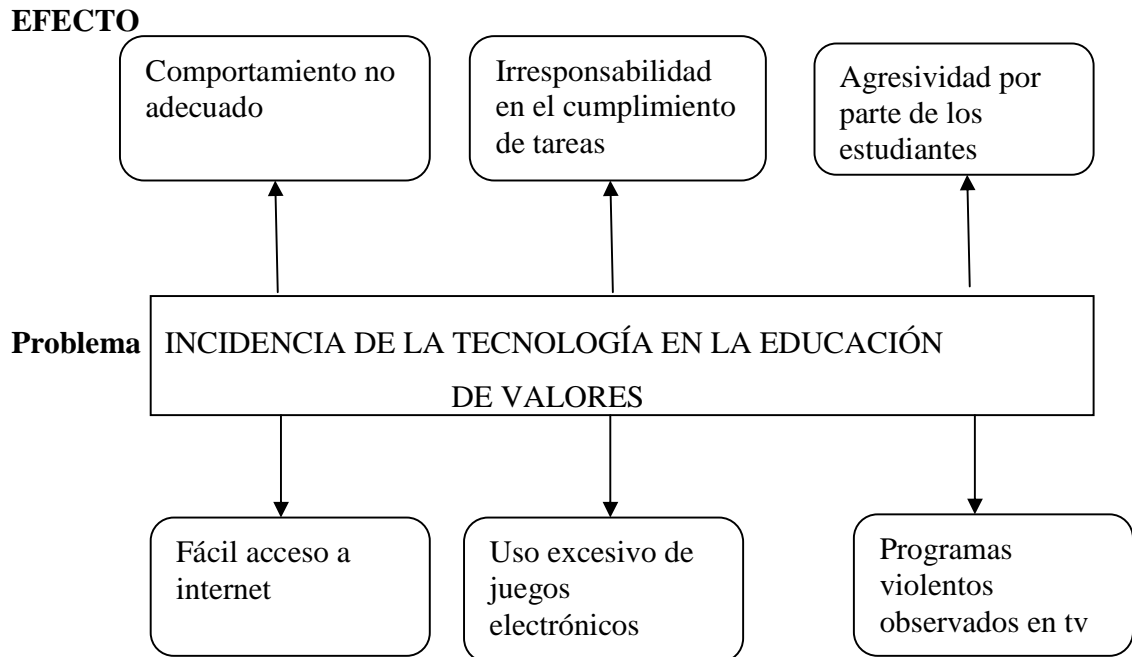 EFECTO
Comportamiento no
adecuado
Irresponsabilidad
en el cumplimiento
de tareas
Agresividad por
parte de los
estudiantes
Problema
INCIDENCIA DE LA TECNOLOGÍA EN LA EDUCACIÓN
DE VALORES
Fácil acceso a
internet
Uso excesivo de
juegos
electrónicos
Programas
violentos
observados en tv